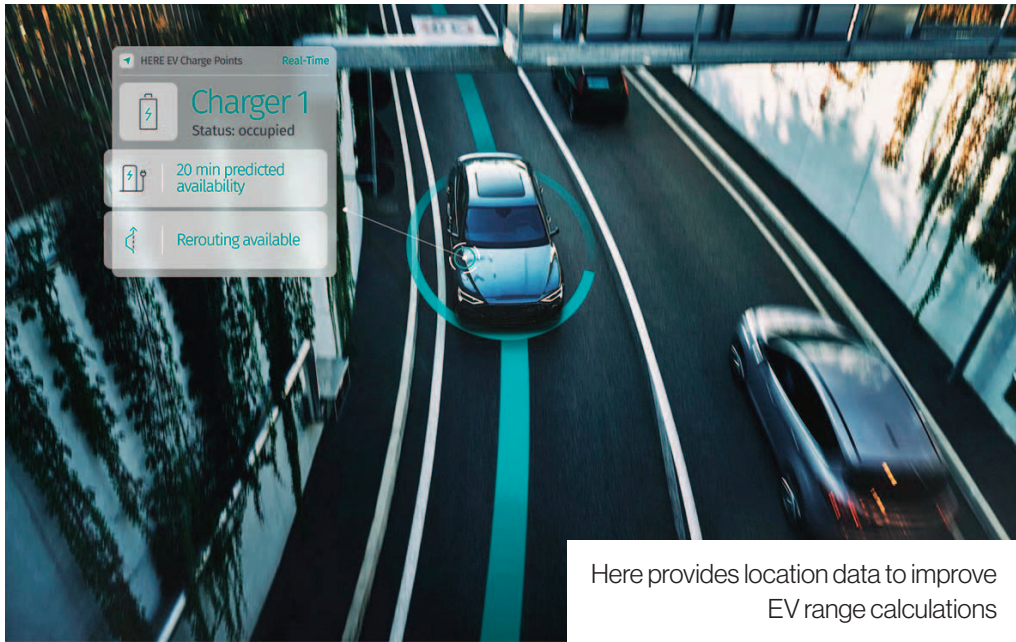 HERE EV Charge Points Real-Time
Charger 1
Status: occupied
20 min predicted
availability
Rerouting available
Here provides location data to improve
EV range calculations